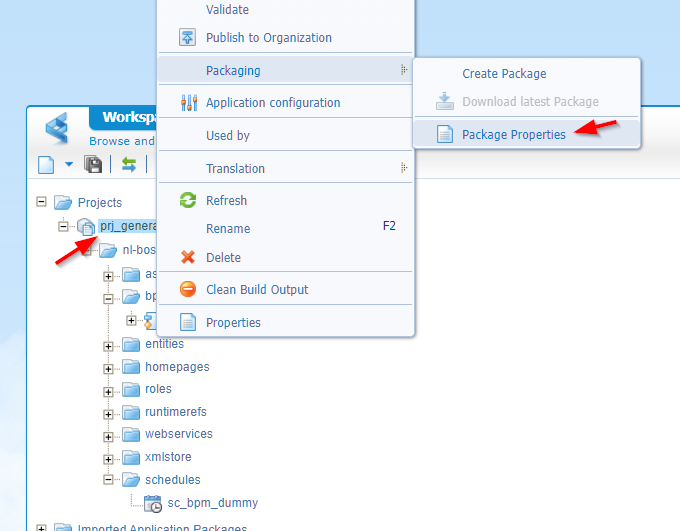 Validate
Publish to Organization
Packaging
Create Package
Download latest Package
Package Properties
Application configuration
Used by
Translation
Refresh
Rename F2
Delete
Clean Build Output
Properties
Workspa
Browse and
Projects
prj_genera
nl-bos
as
bp
entities
homepages
roles
runtimerefs
webservices
xmlstore
schedules
sc_bpm_dummy
Imported Application Packages